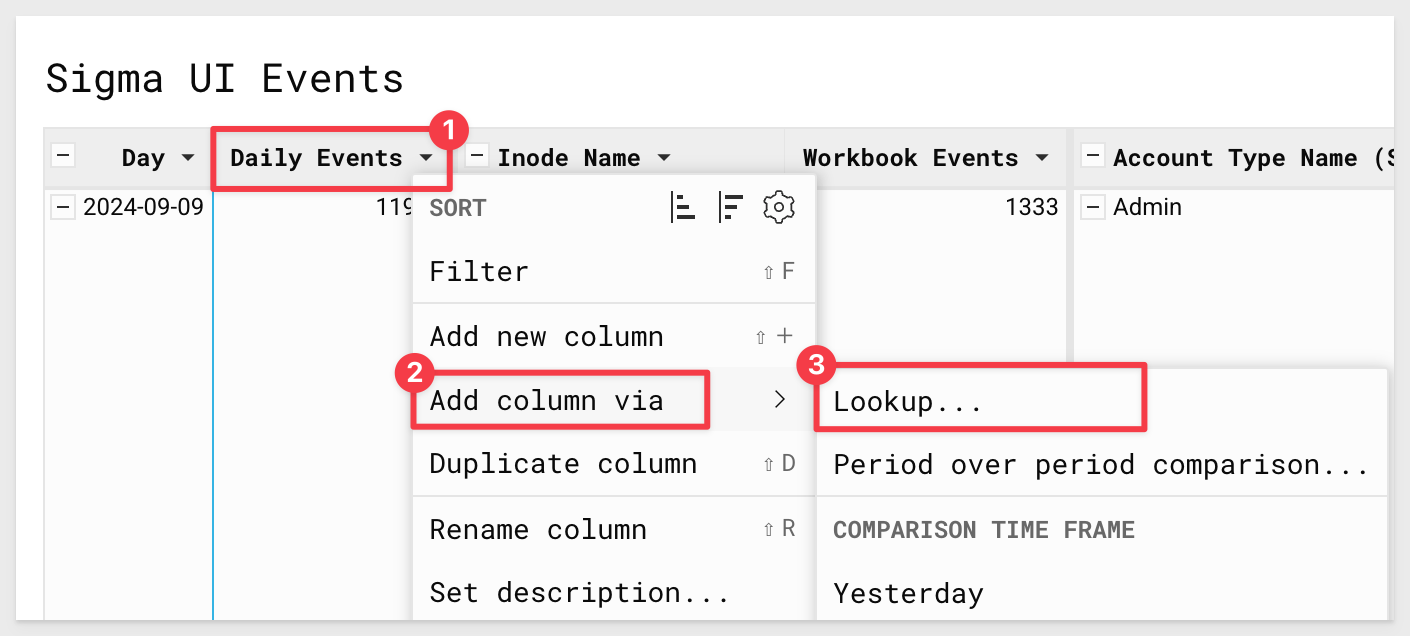 Sigma UI Events
1
Day Daily Events Inode Name Workbook Events Account Type Name (
2024-09-09 119 SORT 1333 Admin
Filter ⇧ F
Add new column ⇧ +
2 3
Add column via > Lookup...
Duplicate column ⇧ D Period over period comparison...
Rename column ⇧ R COMPARISON TIME FRAME
Set description... Yesterday